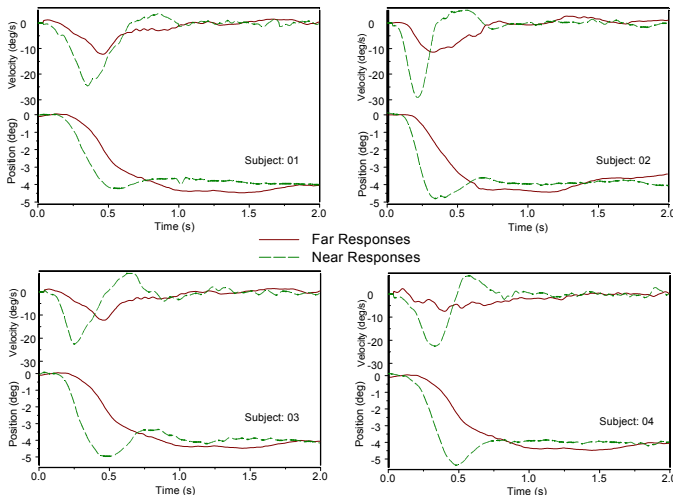 Velocity (deg/s)
0
-10
-20
-30
Position (deg)
0
-1
-2
-3
-4
-5
Subject: 01
0.0 0.5 1.0 1.5 2.0
Time (s)
Velocity (deg/s)
0
-10
-20
-30
Position (deg)
0
-1
-2
-3
-4
-5
Subject: 02
0.0 0.5 1.0 1.5 2.0
Time (s)
Far Responses
Near Responses
Velocity (deg/s)
0
-10
-20
-30
Position (deg)
0
-1
-2
-3
-4
-5
Subject: 03
0.0 0.5 1.0 1.5 2.0
Time (s)
Velocity (deg/s)
0
-10
-20
-30
Position (deg)
0
-1
-2
-3
-4
-5
Subject: 04
0.0 0.5 1.0 1.5 2.0
Time (s)